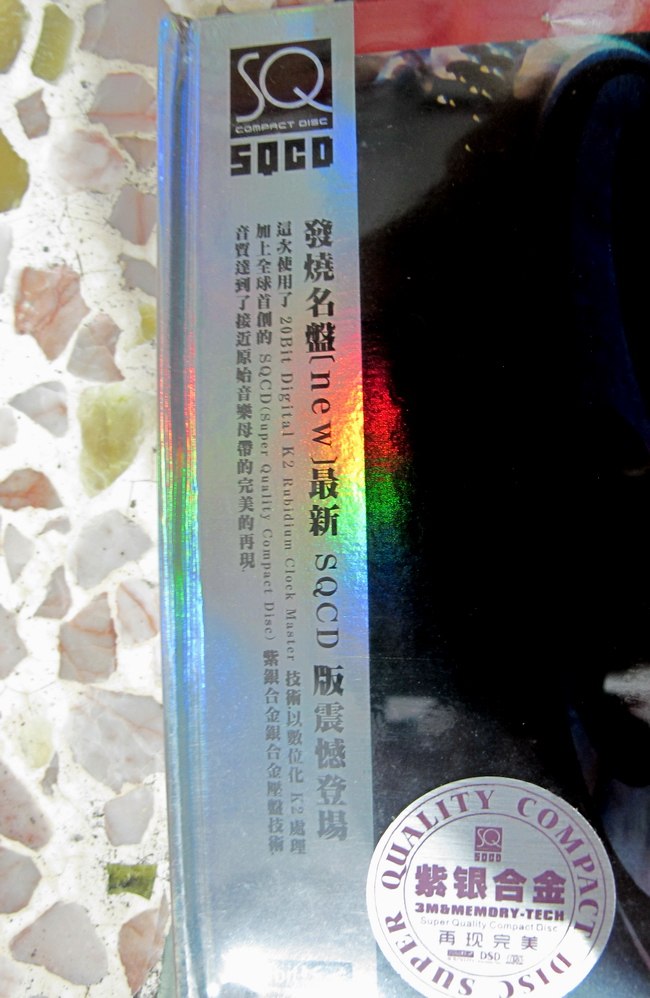 SQ
COMPACT DISC
SQCD
發燒名盤[new]最新 SQCD 版震憾登場
這次使用了 20Bit Digital K2 Rubidium Clock Master 技術以數位化 K2 處理
加上全球首創的 SQCD(Super Quality Compact Disc) 紫銀合金銀合金壓盤技術
音質達到了接近原始音樂母帶的完美的再現
SUPER QUALITY COMPACT DISC
SQ
SQCD
紫银合金
3M&MEMORY-TECH
Super Quality Compact Disc
再现完美
DSD